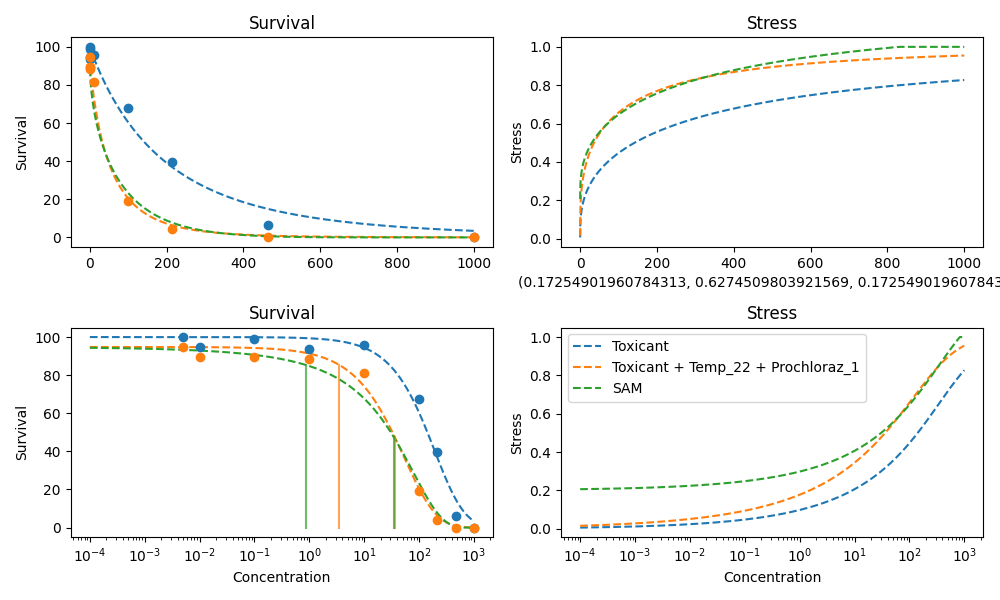 Survival
Survival
100
80
60
40
20
0
0 200 400 600 800 1000
Stress
Stress
1.0
0.8
0.6
0.4
0.2
0.0
0 200 400 600 800 1000
(0.17254901960784313, 0.6274509803921569, 0.172549019607843
Survival
Survival
100
80
60
40
20
0
10⁻⁴ 10⁻³ 10⁻² 10⁻¹ 10⁰ 10¹ 10² 10³
Concentration
Stress
Stress
1.0
0.8
0.6
0.4
0.2
0.0
Toxicant
Toxicant + Temp_22 + Prochloraz_1
SAM
10⁻⁴ 10⁻³ 10⁻² 10⁻¹ 10⁰ 10¹ 10² 10³
Concentration